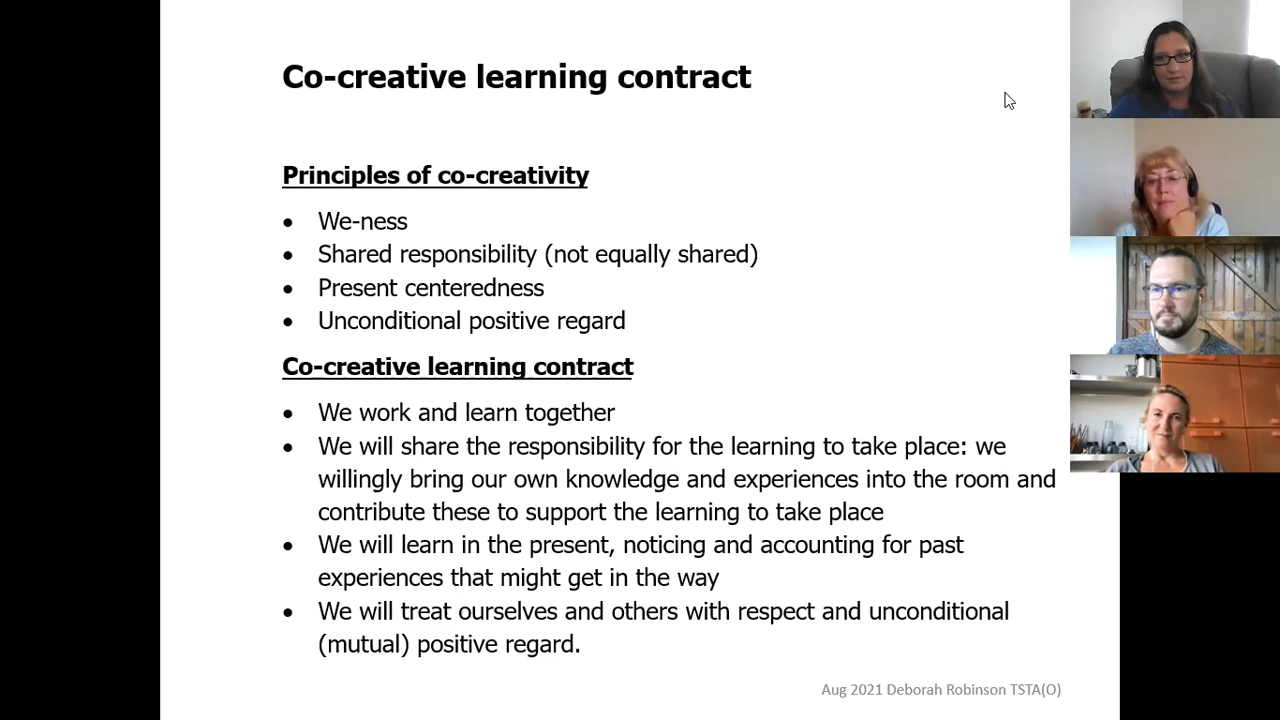 Co-creative learning contract
Principles of co-creativity
• We-ness
• Shared responsibility (not equally shared)
• Present centeredness
• Unconditional positive regard
Co-creative learning contract
• We work and learn together
• We will share the responsibility for the learning to take place: we
willingly bring our own knowledge and experiences into the room and
contribute these to support the learning to take place
• We will learn in the present, noticing and accounting for past
experiences that might get in the way
• We will treat ourselves and others with respect and unconditional
(mutual) positive regard.
Aug 2021 Deborah Robinson TSTA(O)